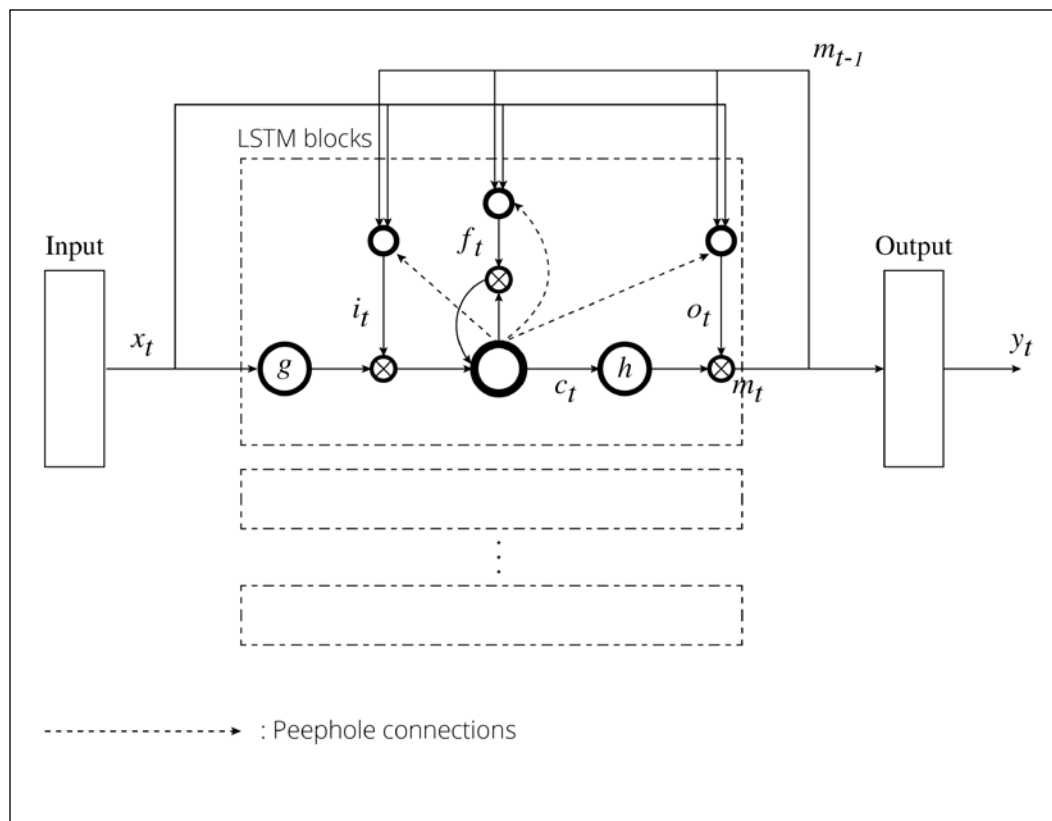 m_{t-1}
LSTM blocks
Input
Output
f_t
x_t
i_t
o_t
y_t
g
h
c_t
m_t
: Peephole connections